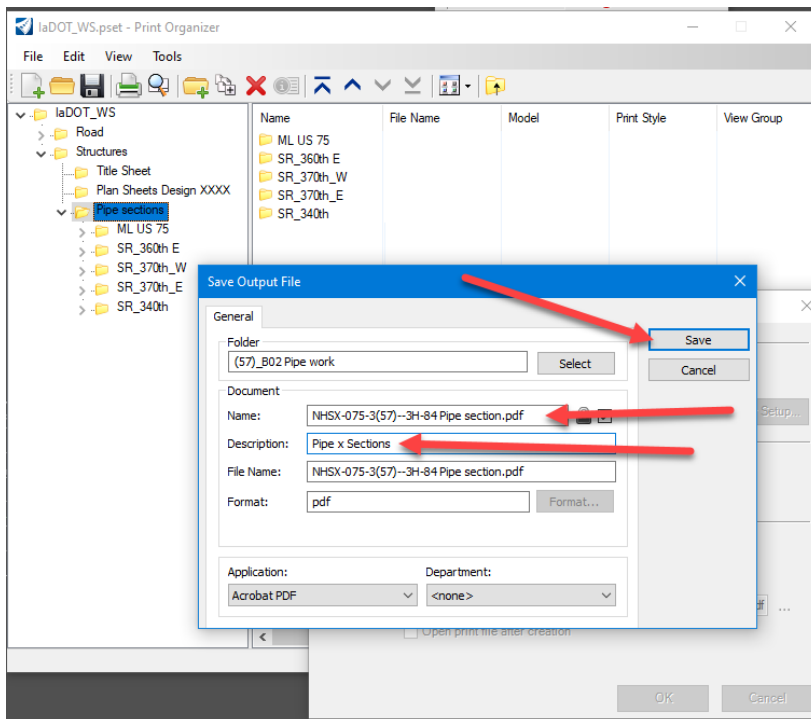 IaDOT_WS.pset - Print Organizer
File Edit View Tools
IaDOT_WS
Road
Structures
Title Sheet
Plan Sheets Design XXXX
Pipe sections
ML US 75
SR_360th E
SR_370th_W
SR_370th_E
SR_340th
Name File Name Model Print Style View Group
ML US 75
SR_360th E
SR_370th_W
SR_370th_E
SR_340th
Save Output File
General
Folder
(57)_B02 Pipe work
Select
Save
Cancel
Document
Name: NHSX-075-3(57)--3H-84 Pipe section.pdf
Description: Pipe x Sections
File Name: NHSX-075-3(57)--3H-84 Pipe section.pdf
Format: pdf
Format...
Application: Department:
Acrobat PDF <none>
Setup...
...
Open print file after creation
OK Cancel